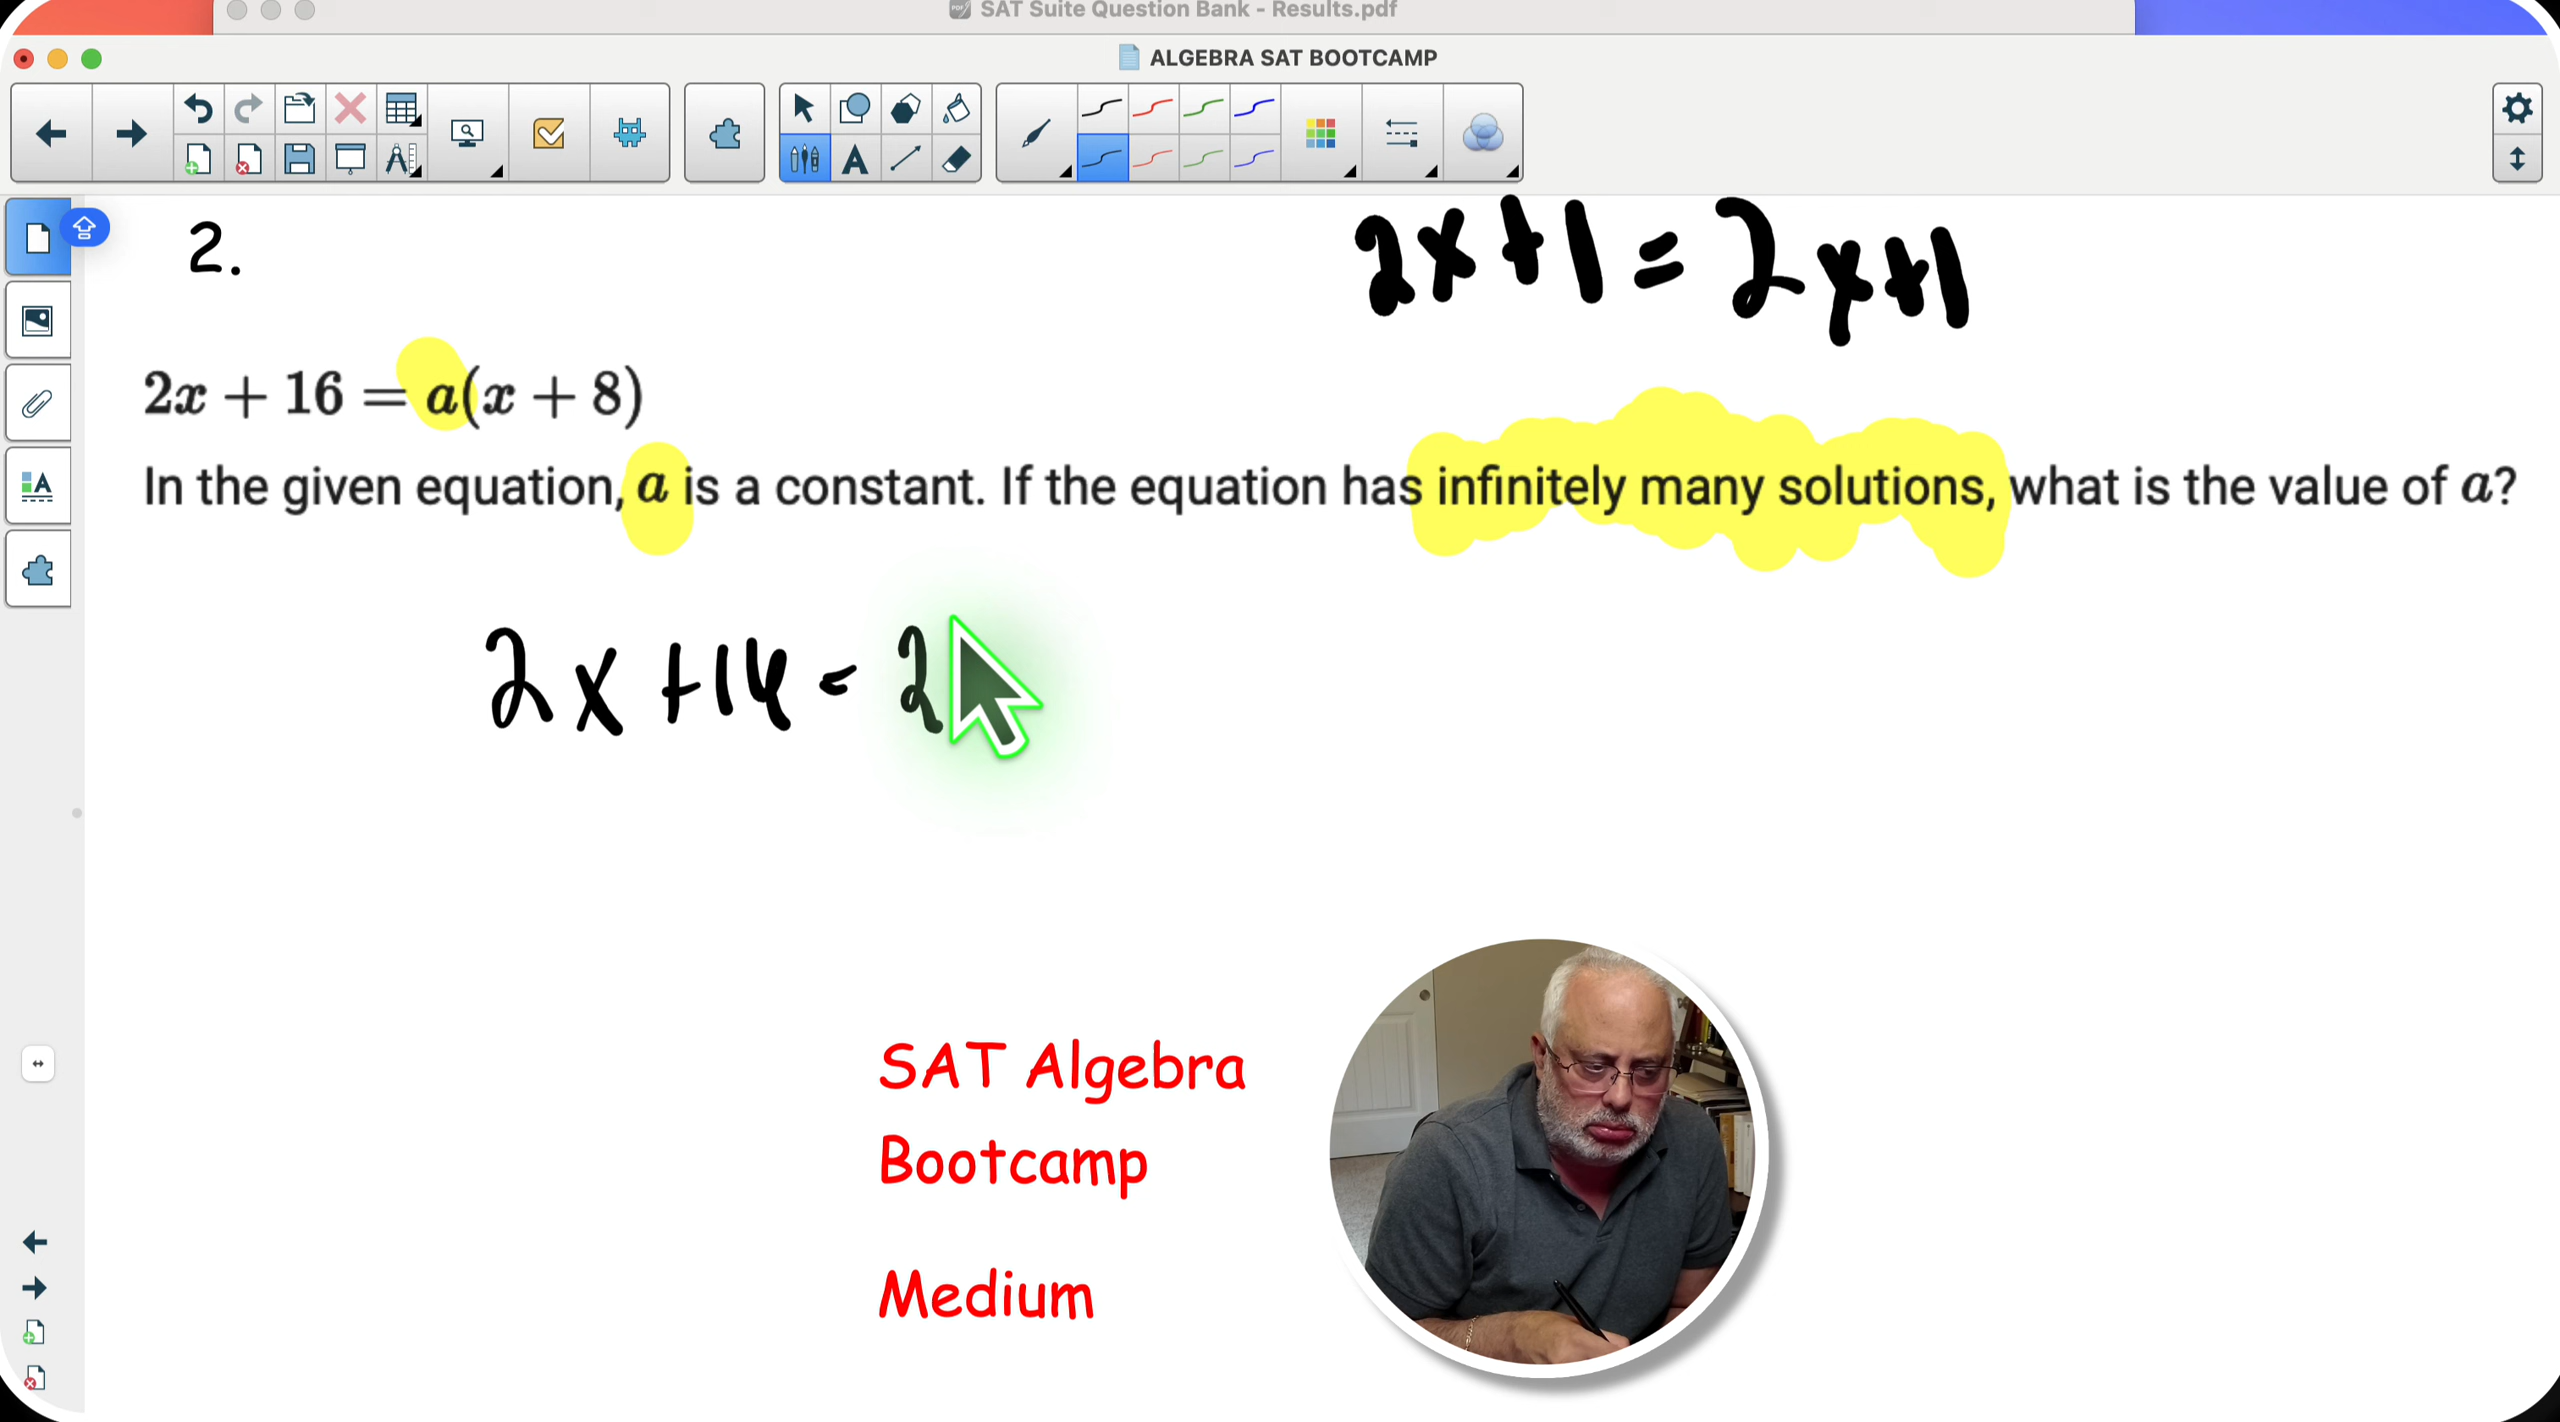 SAT Suite Question Bank - Results.pdf
ALGEBRA SAT BOOTCAMP
2.
2x+1=2x+1
2x + 16 = a(x + 8)
In the given equation, a is a constant. If the equation has infinitely many solutions, what is the value of a?
2x+16=2
SAT Algebra
Bootcamp
Medium